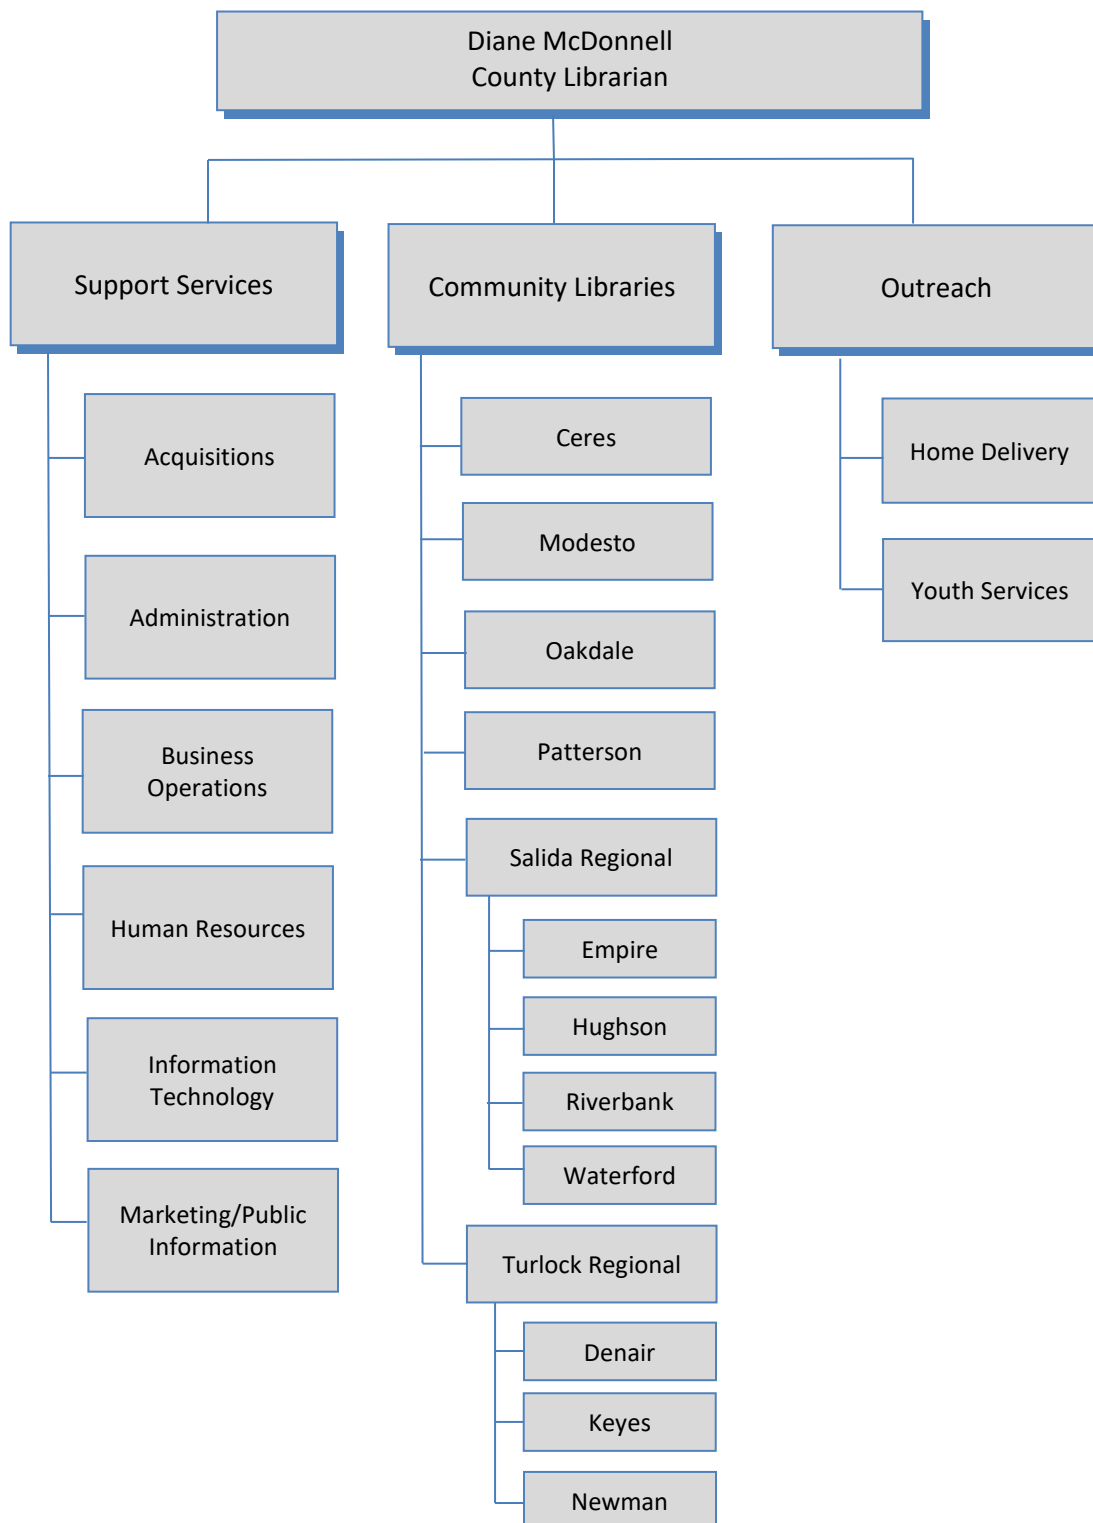 Diane McDonnell
County Librarian
Support Services
Acquisitions
Administration
Business
Operations
Human Resources
Information
Technology
Marketing/Public
Information
Community Libraries
Ceres
Modesto
Oakdale
Patterson
Salida Regional
Empire
Hughson
Riverbank
Waterford
Turlock Regional
Denair
Keyes
Newman
Outreach
Home Delivery
Youth Services